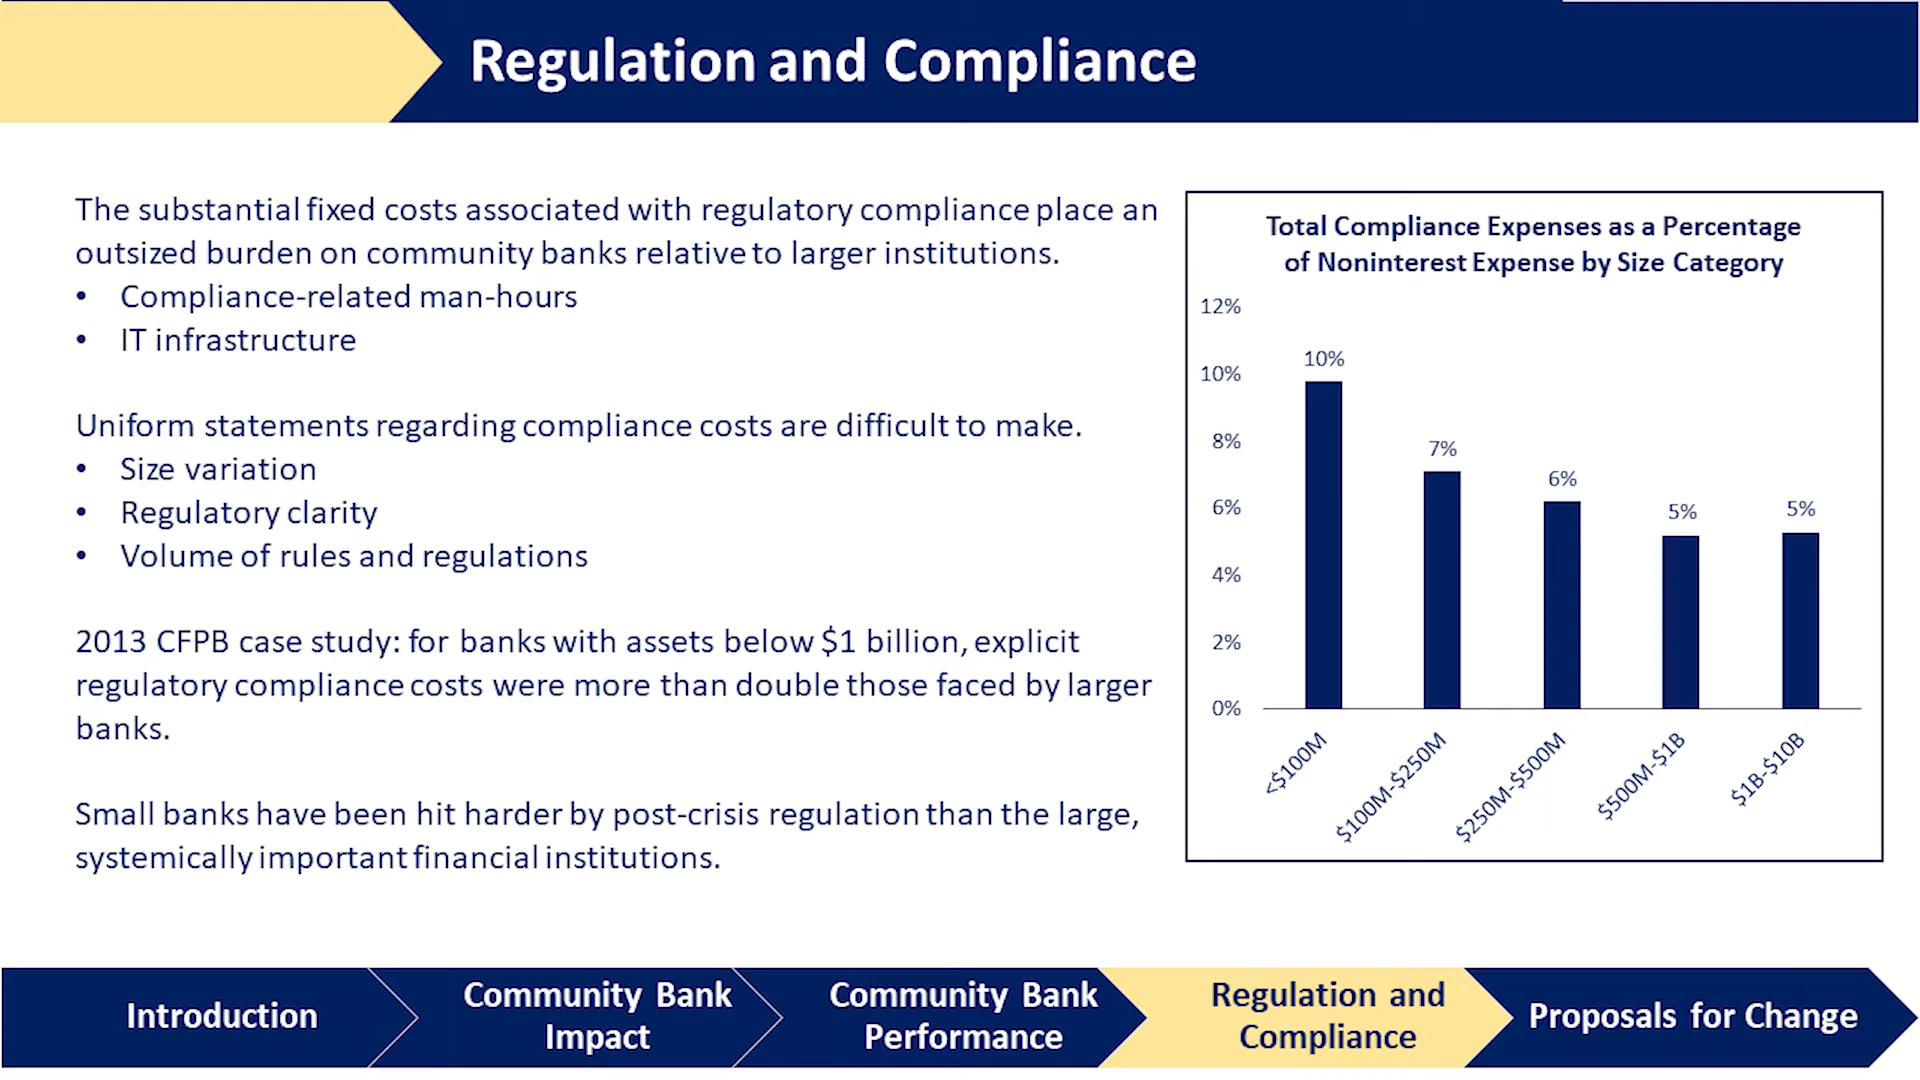 Regulation and Compliance
The substantial fixed costs associated with regulatory compliance place an
outsized burden on community banks relative to larger institutions.
• Compliance-related man-hours
• IT infrastructure
Uniform statements regarding compliance costs are difficult to make.
• Size variation
• Regulatory clarity
• Volume of rules and regulations
2013 CFPB case study: for banks with assets below $1 billion, explicit
regulatory compliance costs were more than double those faced by larger
banks.
Small banks have been hit harder by post-crisis regulation than the large,
systemically important financial institutions.
Total Compliance Expenses as a Percentage
of Noninterest Expense by Size Category
12%
10%
8%
6%
4%
2%
0%
10%
7%
6%
5%
5%
<$100M
$100M-$250M
$250M-$500M
$500M-$1B
$1B-$10B
Introduction
Community Bank
Impact
Community Bank
Performance
Regulation and
Compliance
Proposals for Change